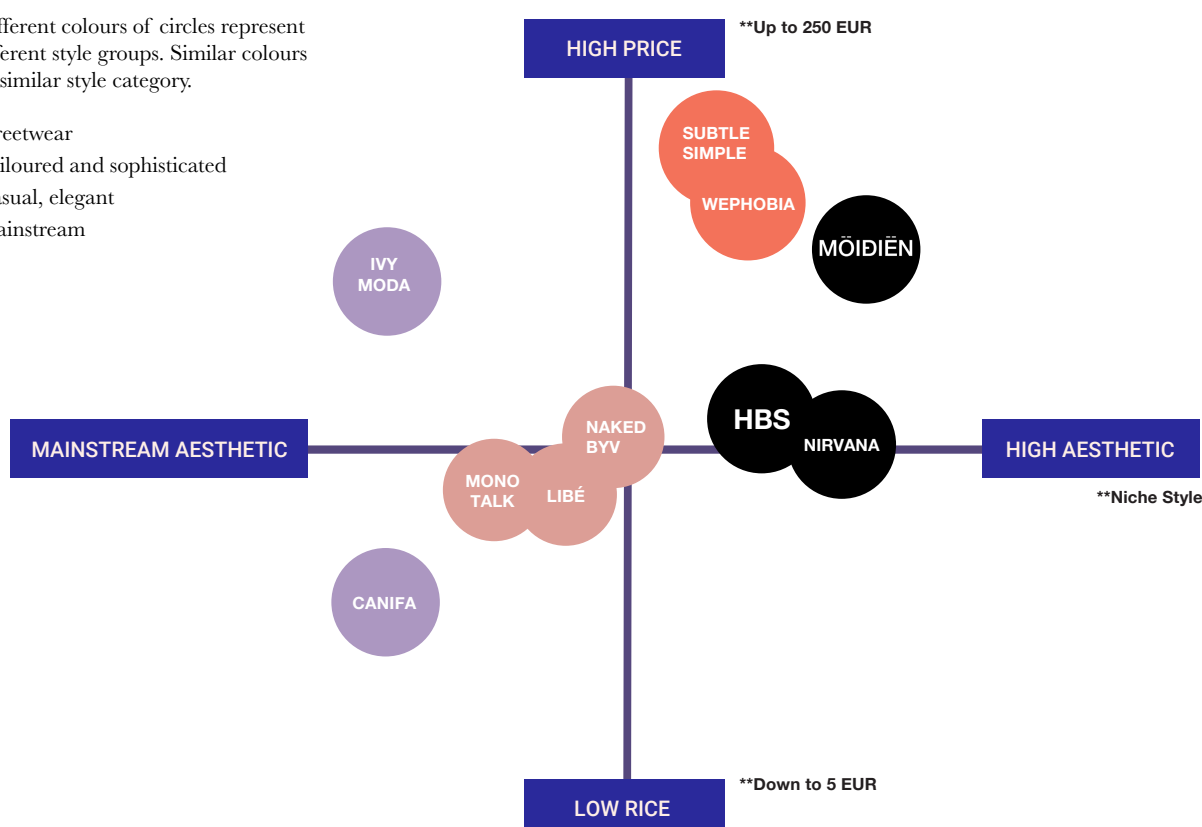 fferent colours of circles represent
ferent style groups. Similar colours
similar style category.
reetwear
iloured and sophisticated
asual, elegant
ainstream
**Up to 250 EUR
HIGH PRICE
SUBTLE
SIMPLE
WEPHOBIA
MÖIĐIËN
IVY
MODA
NAKED
BYV
HBS
NIRVANA
MAINSTREAM AESTHETIC
HIGH AESTHETIC
**Niche Style
MONO
TALK
LIBÉ
CANIFA
**Down to 5 EUR
LOW RICE